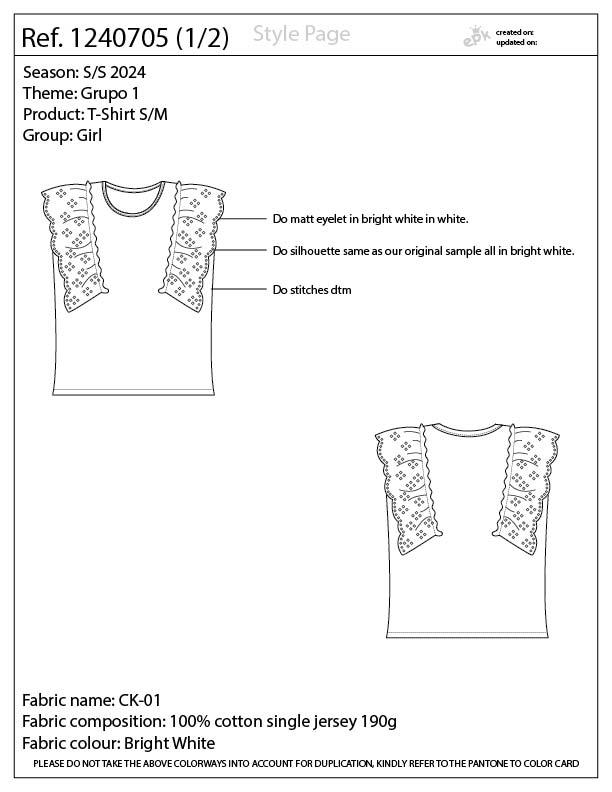 Ref. 1240705 (1/2)
Style Page
epk
created on:
updated on:
Season: S/S 2024
Theme: Grupo 1
Product: T-Shirt S/M
Group: Girl
Do matt eyelet in bright white in white.
Do silhouette same as our original sample all in bright white.
Do stitches dtm
Fabric name: CK-01
Fabric composition: 100% cotton single jersey 190g
Fabric colour: Bright White
PLEASE DO NOT TAKE THE ABOVE COLORWAYS INTO ACCOUNT FOR DUPLICATION, KINDLY REFER TO THE PANTONE TO COLOR CARD